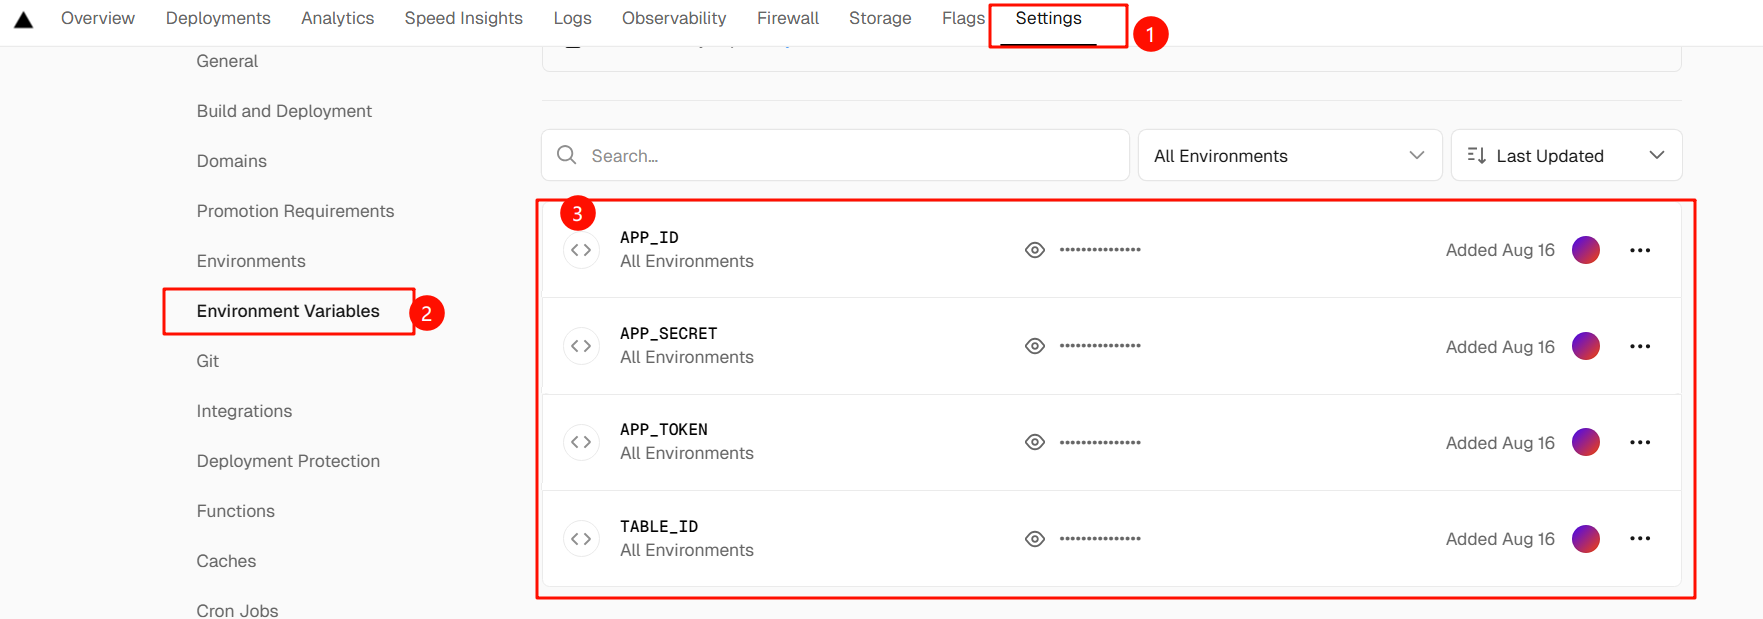 Overview Deployments Analytics Speed Insights Logs Observability Firewall Storage Flags Settings
1
General
Build and Deployment
Domains
Promotion Requirements
Environments
Environment Variables
2
Git
Integrations
Deployment Protection
Functions
Caches
Cron Jobs
Search...
All Environments
Last Updated
3
APP_ID
All Environments
•••••••••••••••
Added Aug 16
APP_SECRET
All Environments
•••••••••••••••
Added Aug 16
APP_TOKEN
All Environments
•••••••••••••••
Added Aug 16
TABLE_ID
All Environments
•••••••••••••••
Added Aug 16